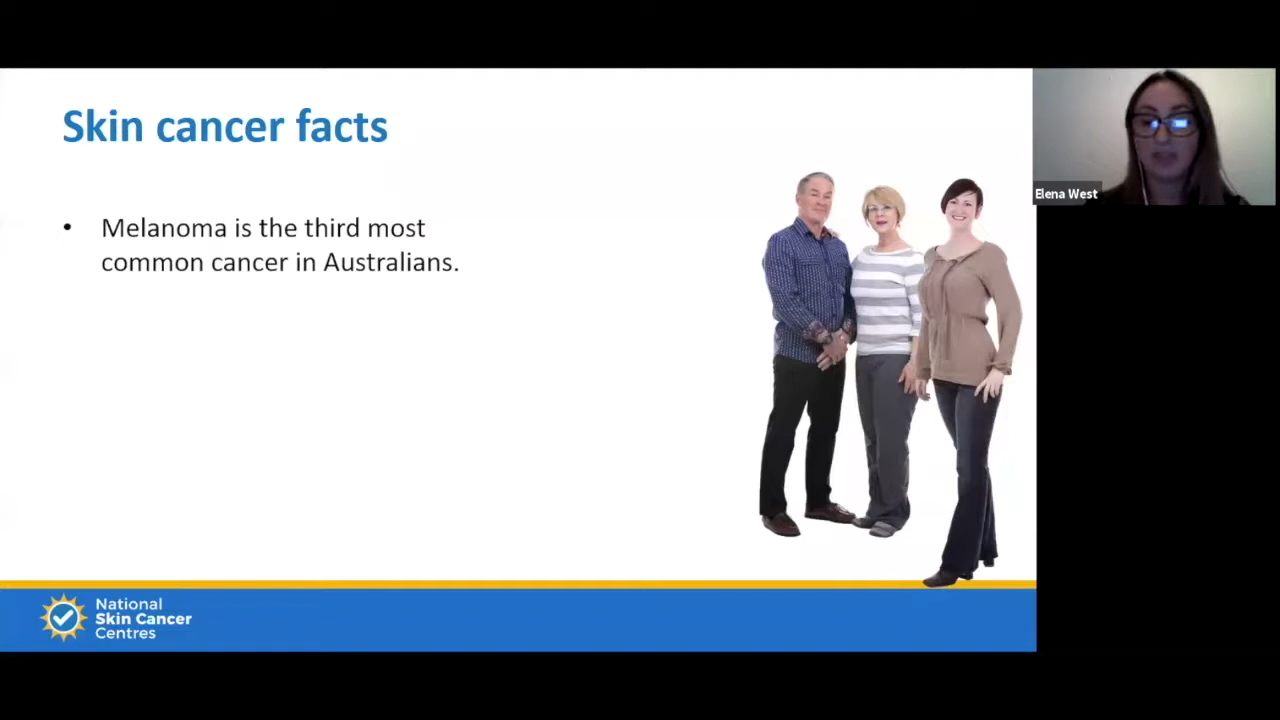 Skin cancer facts
• Melanoma is the third most
common cancer in Australians.
Elena West
National
Skin Cancer
Centres